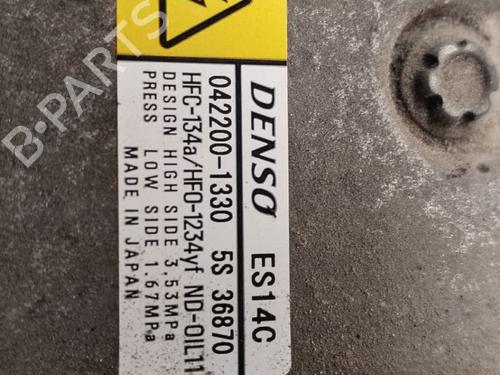 DENSO ES14C
042200-1330 5S 36870
HFC-134a/HFO-1234yf ND-OIL11
DESIGN HIGH SIDE 3,53MPa
PRESS LOW SIDE 1.67MPa
MADE IN JAPAN
B-PARTS